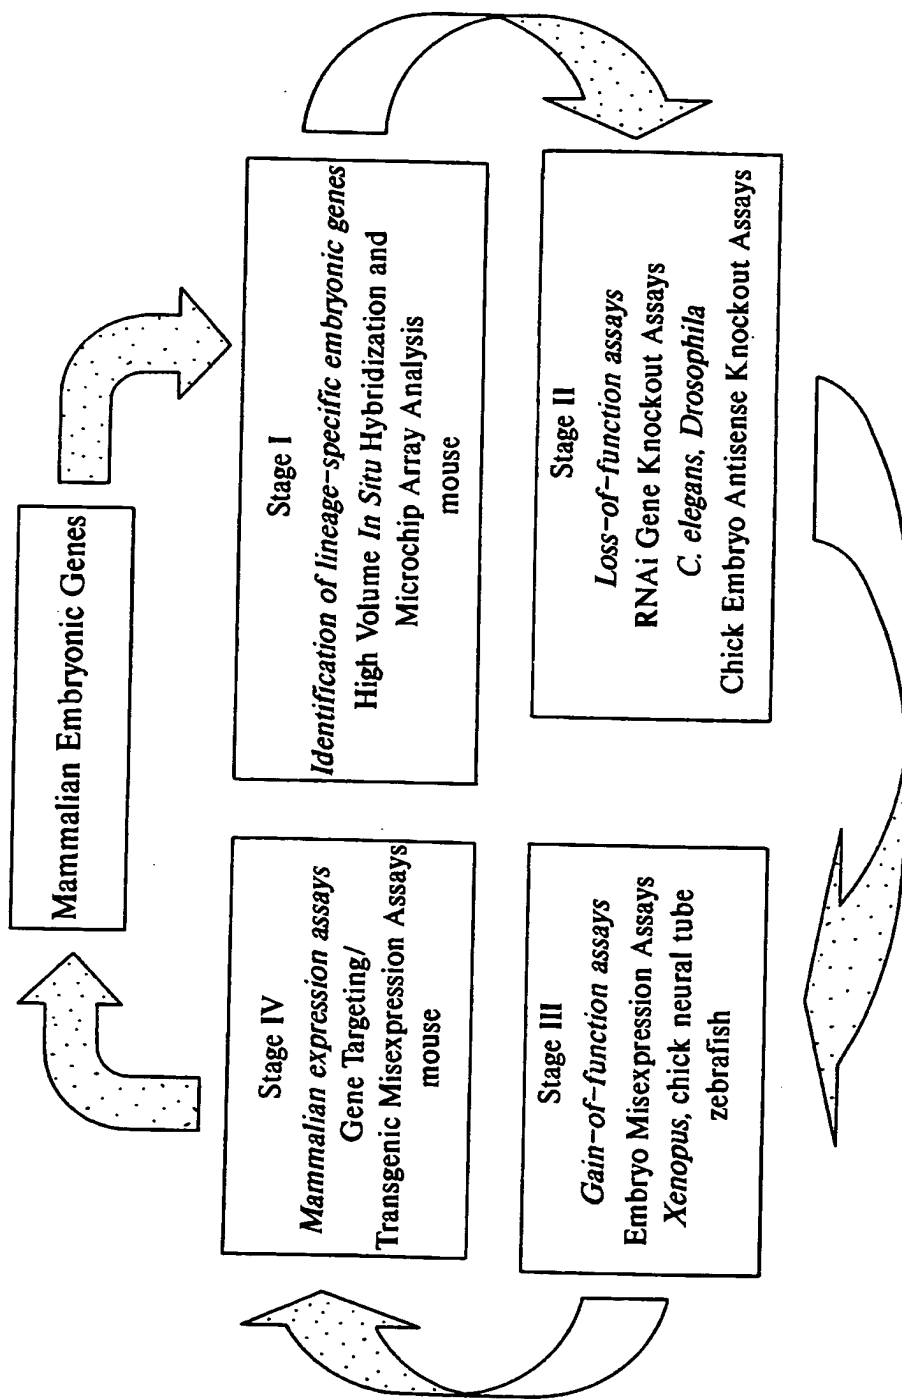 Mammalian Embryonic Genes
Stage I
Identification of lineage-specific embryonic genes
High Volume In Situ Hybridization and
Microchip Array Analysis
mouse
Stage II
Loss-of-function assays
RNAi Gene Knockout Assays
C. elegans, Drosophila
Chick Embryo Antisense Knockout Assays
Stage III
Gain-of-function assays
Embryo Misexpression Assays
Xenopus, chick neural tube
zebrafish
Stage IV
Mammalian expression assays
Gene Targeting/
Transgenic Misexpression Assays
mouse